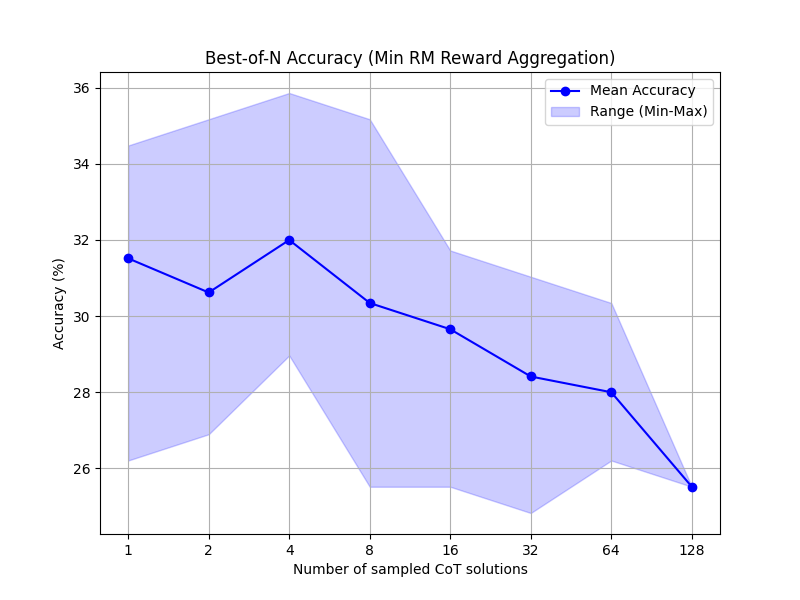 Best-of-N Accuracy (Min RM Reward Aggregation)
Mean Accuracy
Range (Min-Max)
Accuracy (%)
36
34
32
30
28
26
1 2 4 8 16 32 64 128
Number of sampled CoT solutions